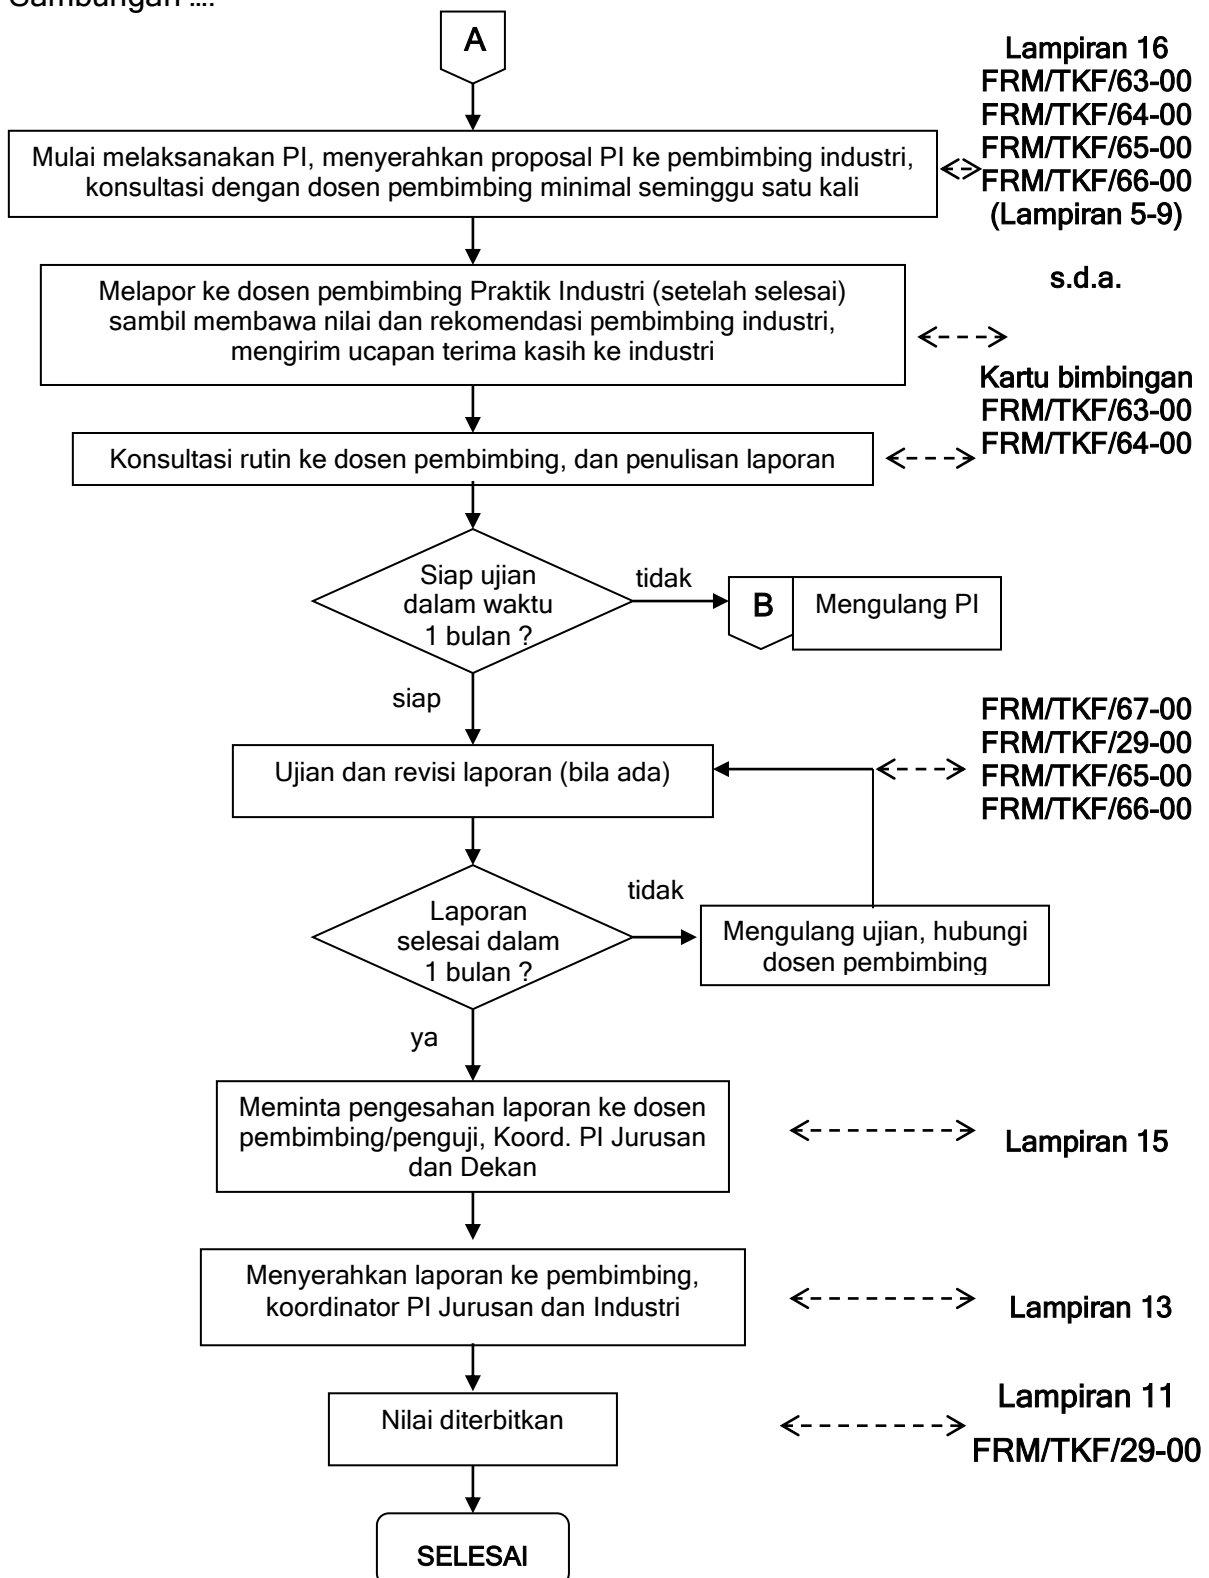 Sambungan ....
A
Lampiran 16
FRM/TKF/63-00
FRM/TKF/64-00
FRM/TKF/65-00
FRM/TKF/66-00
(Lampiran 5-9)
Mulai melaksanakan PI, menyerahkan proposal PI ke pembimbing industri,
konsultasi dengan dosen pembimbing minimal seminggu satu kali
s.d.a.
Melapor ke dosen pembimbing Praktik Industri (setelah selesai)
sambil membawa nilai dan rekomendasi pembimbing industri,
mengirim ucapan terima kasih ke industri
Kartu bimbingan
FRM/TKF/63-00
FRM/TKF/64-00
Konsultasi rutin ke dosen pembimbing, dan penulisan laporan
Siap ujian
dalam waktu
1 bulan ?
tidak
B
Mengulang PI
siap
FRM/TKF/67-00
FRM/TKF/29-00
FRM/TKF/65-00
FRM/TKF/66-00
Ujian dan revisi laporan (bila ada)
Laporan
selesai dalam
1 bulan ?
tidak
Mengulang ujian, hubungi
dosen pembimbing
ya
Meminta pengesahan laporan ke dosen
pembimbing/penguji, Koord. PI Jurusan
dan Dekan
Lampiran 15
Menyerahkan laporan ke pembimbing,
koordinator PI Jurusan dan Industri
Lampiran 13
Nilai diterbitkan
Lampiran 11
FRM/TKF/29-00
SELESAI